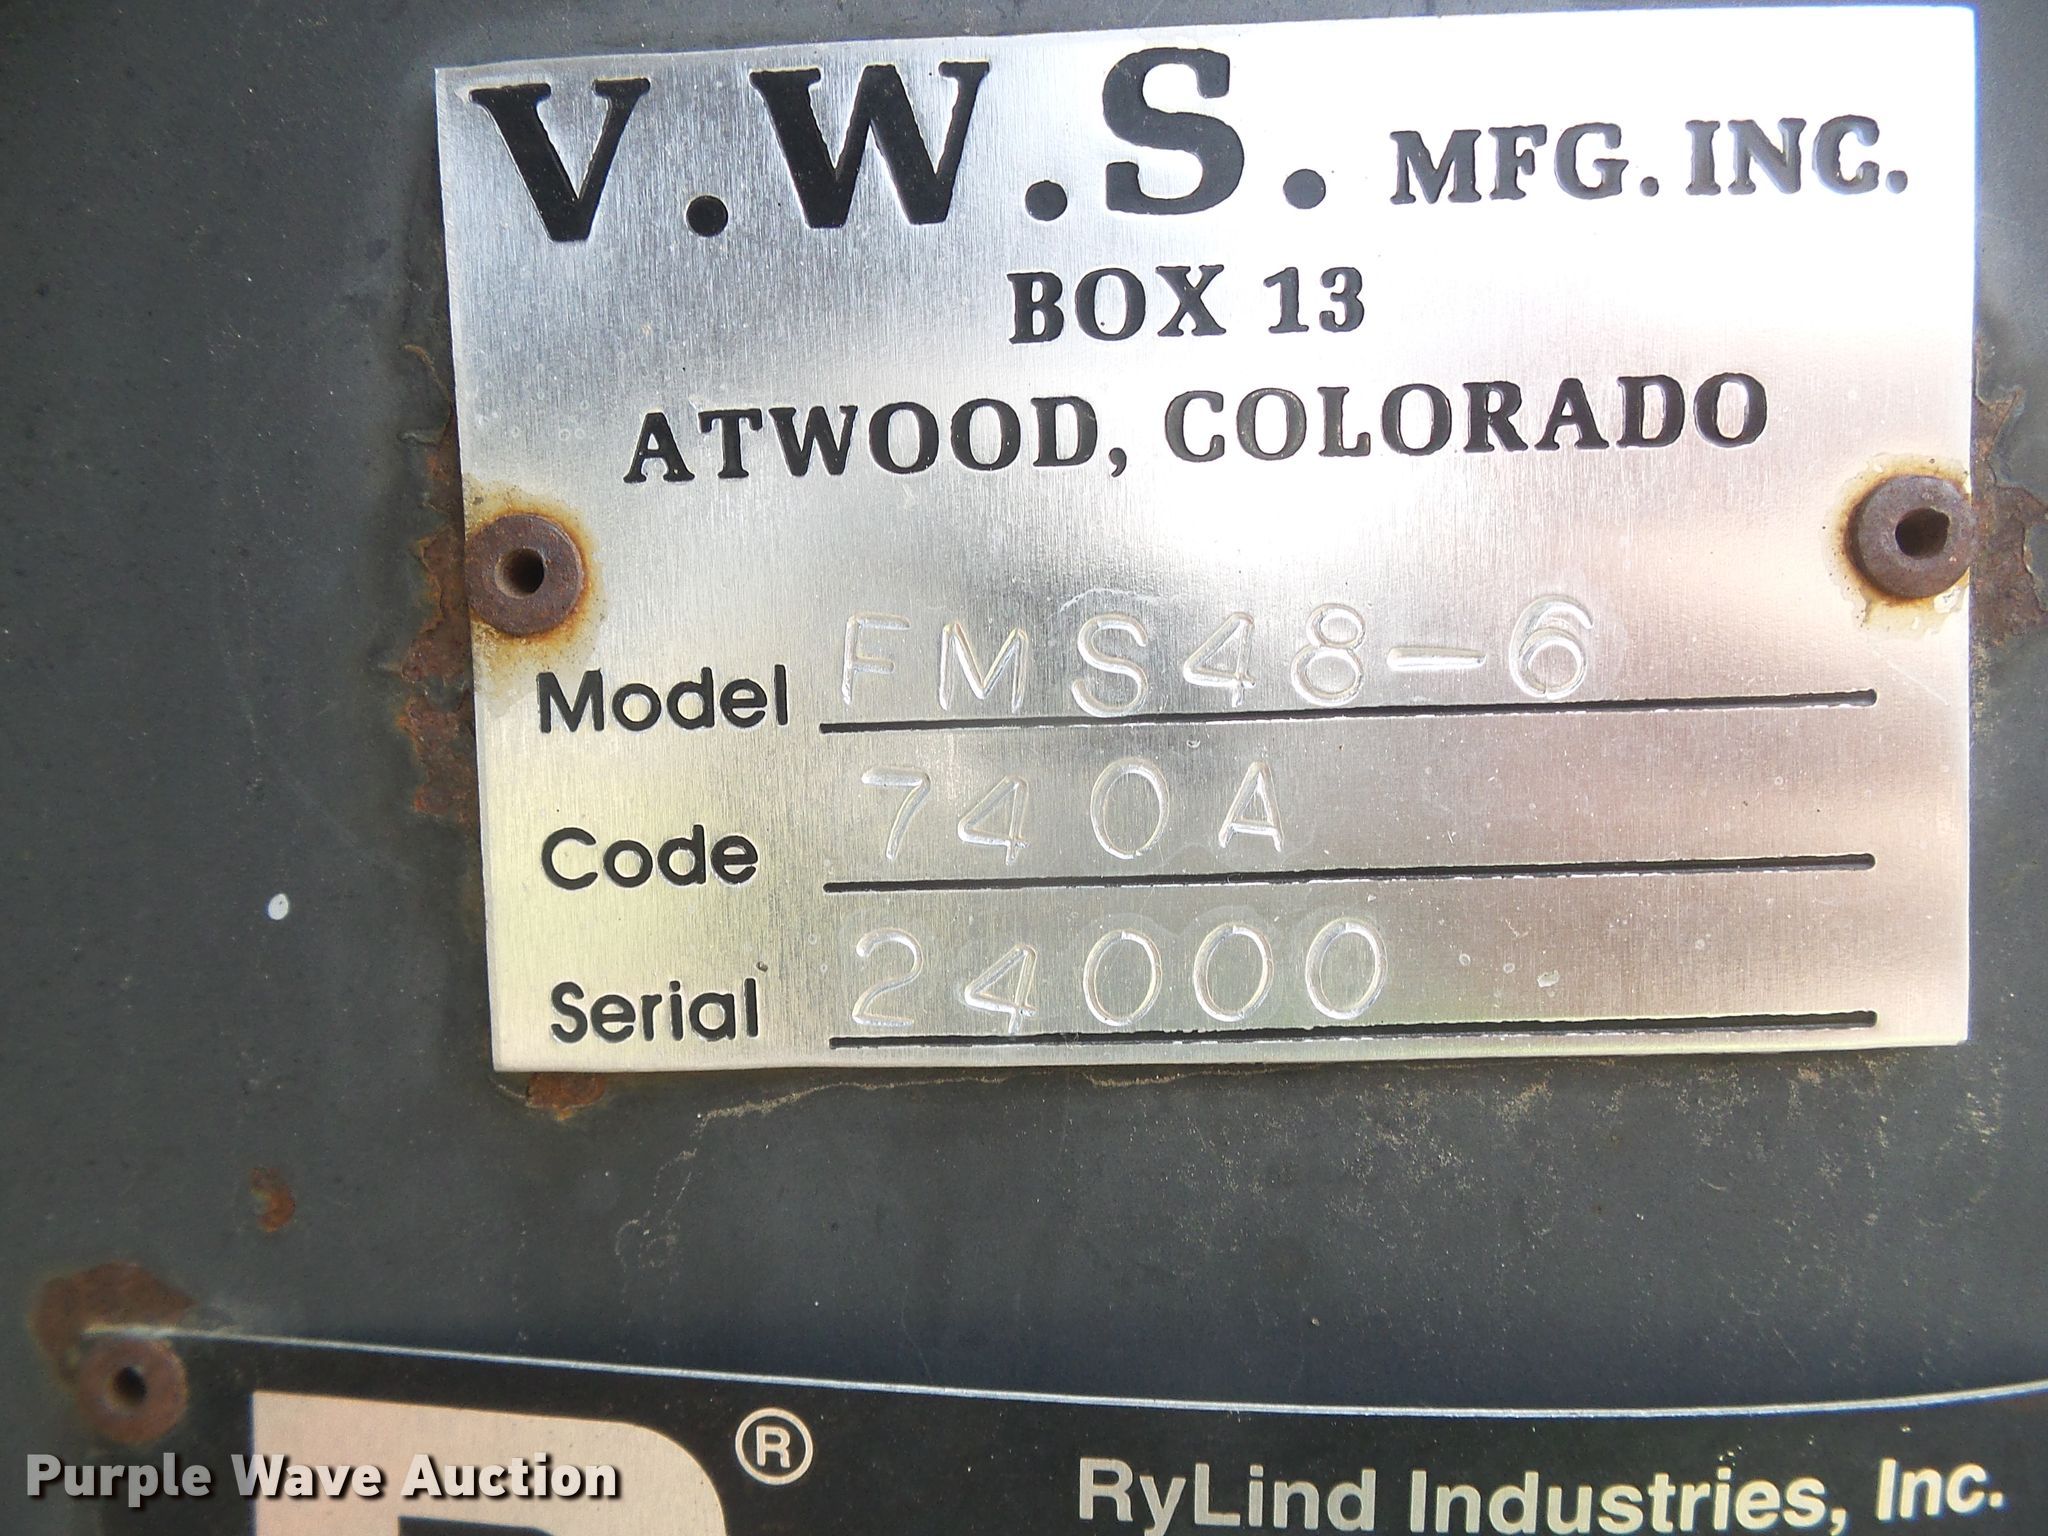 V.W.S. MFG. INC.
BOX 13
ATWOOD, COLORADO
Model FMS48-6
Code 740A
Serial 24000
®
RyLind Industries, Inc.
Purple Wave Auction